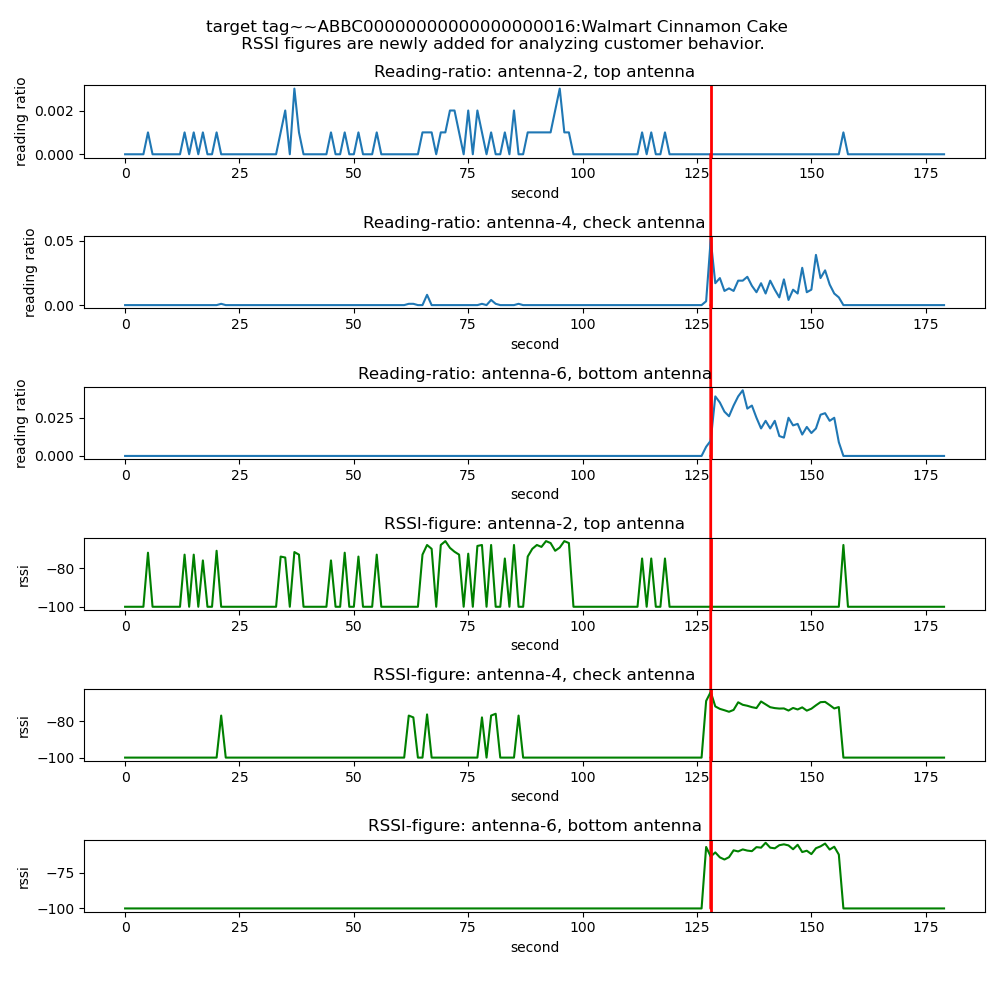 target tag~~ABBC00000000000000000016:Walmart Cinnamon Cake
RSSI figures are newly added for analyzing customer behavior.
Reading-ratio: antenna-2, top antenna
reading ratio
0.002
0.000
0 25 50 75 100 125 150 175
second
Reading-ratio: antenna-4, check antenna
reading ratio
0.05
0.00
0 25 50 75 100 125 150 175
second
Reading-ratio: antenna-6, bottom antenna
reading ratio
0.025
0.000
0 25 50 75 100 125 150 175
second
RSSI-figure: antenna-2, top antenna
rssi
−80
−100
0 25 50 75 100 125 150 175
second
RSSI-figure: antenna-4, check antenna
rssi
−80
−100
0 25 50 75 100 125 150 175
second
RSSI-figure: antenna-6, bottom antenna
rssi
−75
−100
0 25 50 75 100 125 150 175
second